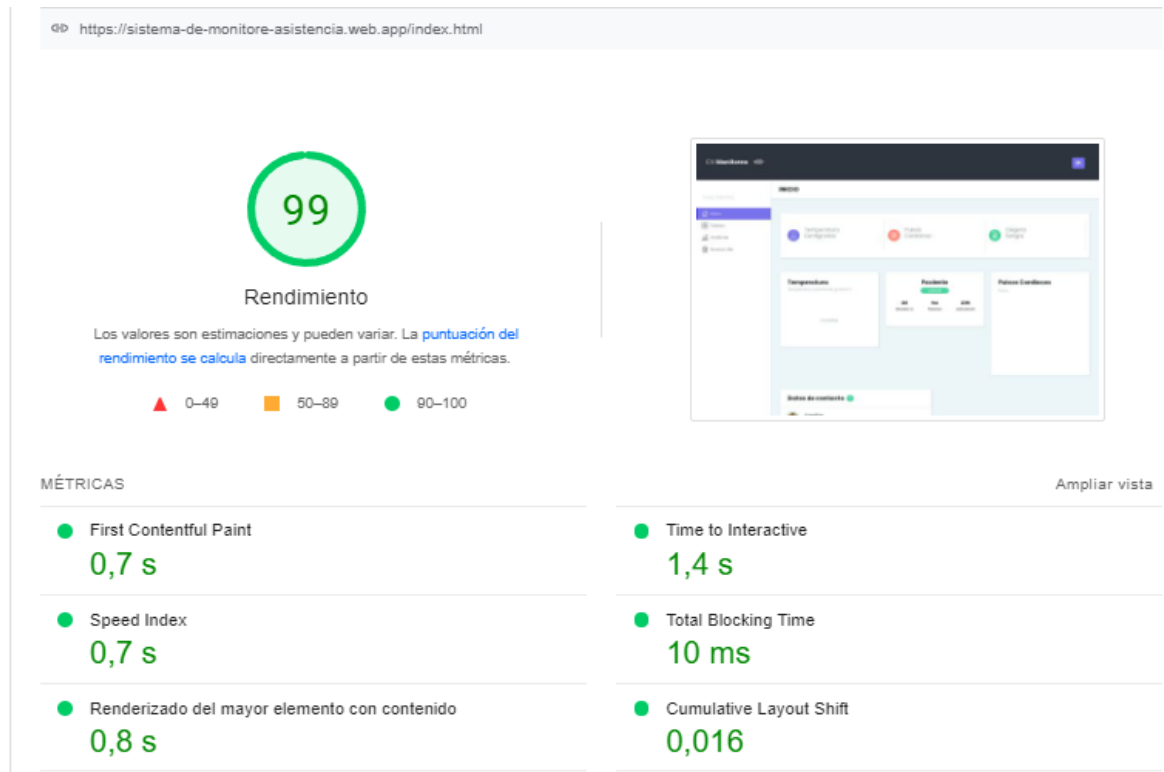 https://sistema-de-monitore-asistencia.web.app/index.html
99
Rendimiento
Los valores son estimaciones y pueden variar. La puntuación del
rendimiento se calcula directamente a partir de estas métricas.
0–49
50–89
90–100
INICIO
Temperatura
Paciente
Pulsos Cardiacos
Datos de contacto
MÉTRICAS
Ampliar vista
First Contentful Paint
0,7 s
Time to Interactive
1,4 s
Speed Index
0,7 s
Total Blocking Time
10 ms
Renderizado del mayor elemento con contenido
0,8 s
Cumulative Layout Shift
0,016